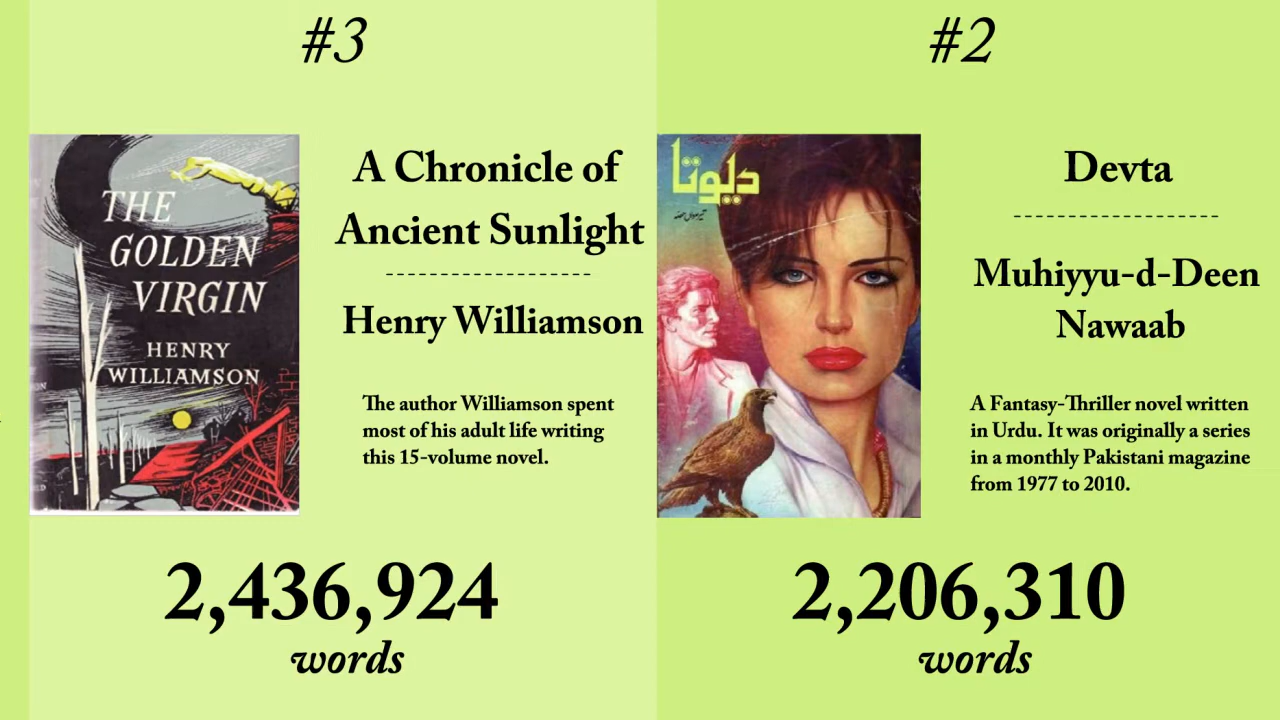 #3
THE
GOLDEN
VIRGIN
HENRY
WILLIAMSON
A Chronicle of
Ancient Sunlight
-------------------
Henry Williamson
The author Williamson spent
most of his adult life writing
this 15-volume novel.
2,436,924
words
#2
دیوتا
Devta
-------------------
Muhiyyu-d-Deen
Nawaab
A Fantasy-Thriller novel written
in Urdu. It was originally a series
in a monthly Pakistani magazine
from 1977 to 2010.
2,206,310
words